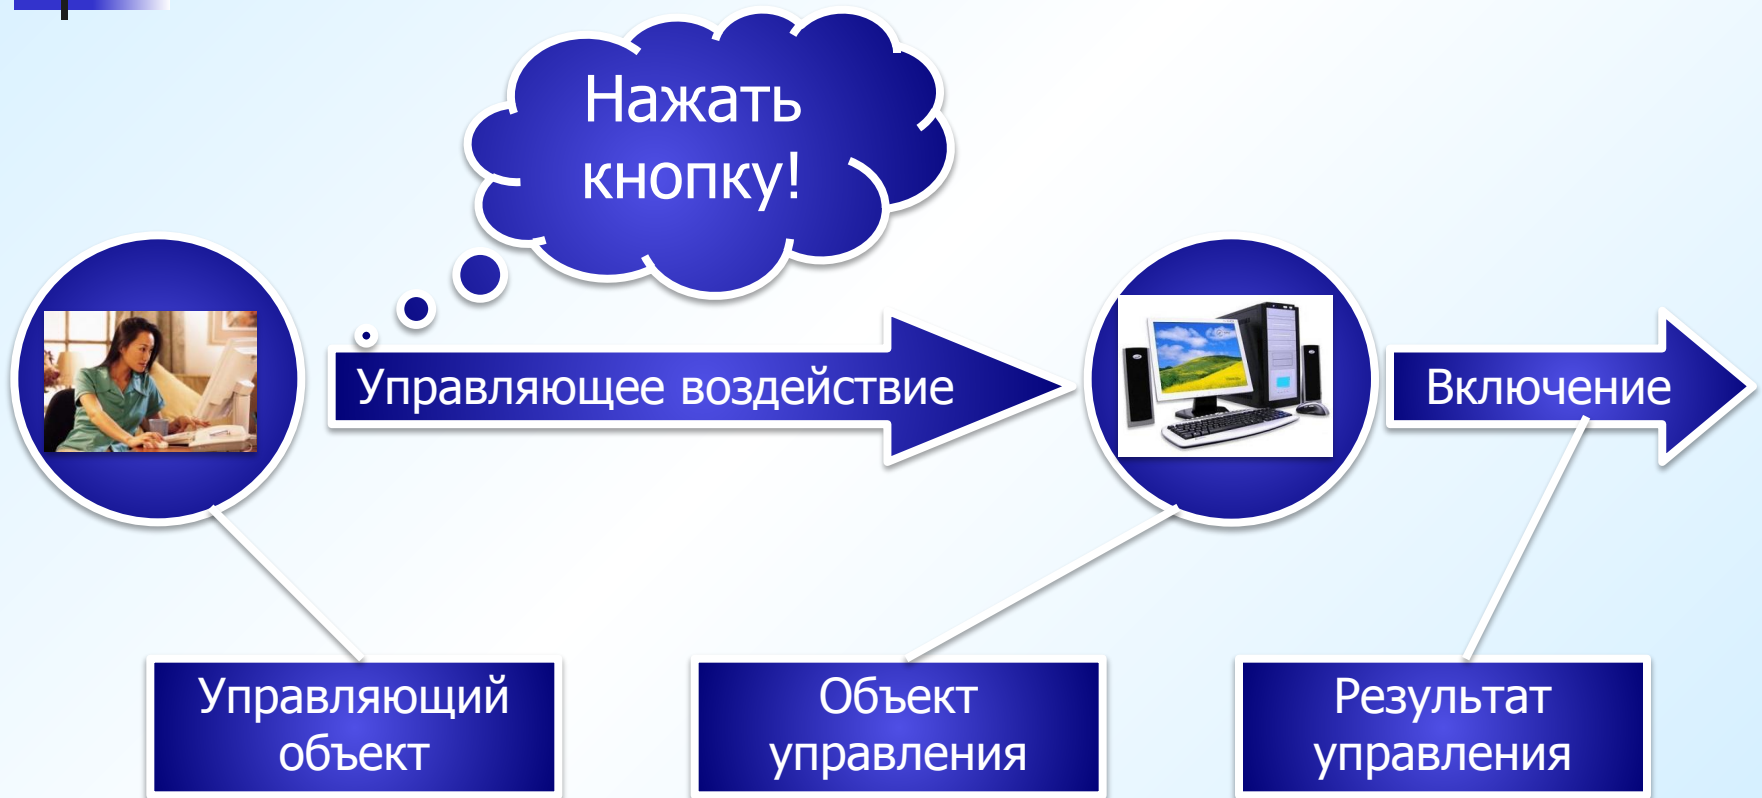 Нажать
кнопку!
Управляющее воздействие
Включение
Управляющий
объект
Объект
управления
Результат
управления